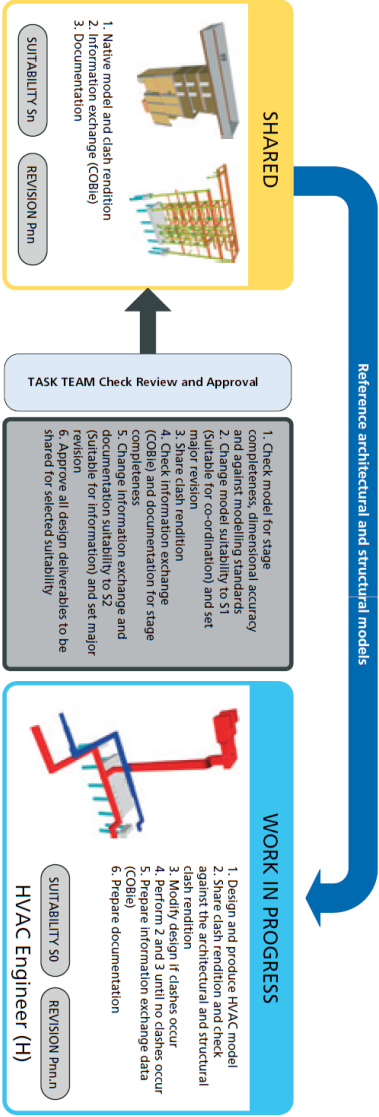 SHARED
1. Native model and clash rendition
2. Information exchange (COBie)
3. Documentation
SUITABILITY Sn
REVISION Pnn
Reference architectural and structural models
TASK TEAM Check Review and Approval
1. Check model for stage
completeness, dimensional accuracy
and against modelling standards
2. Change model suitability to S1
(Suitable for co-ordination) and set
major revision
3. Share clash rendition
4. Check information exchange
(COBie) and documentation for stage
completeness
5. Change information exchange and
documentation suitability to S2
(Suitable for information) and set major
revision
6. Approve all design deliverables to be
shared for selected suitability
WORK IN PROGRESS
1. Design and produce HVAC model
2. Share clash rendition and check
against the architectural and structural
clash rendition
3. Modify design if clashes occur
4. Perform 2 and 3 until no clashes occur
5. Prepare information exchange data
(COBie)
6. Prepare documentation
SUITABILITY S0
REVISION Pnn.n
HVAC Engineer (H)